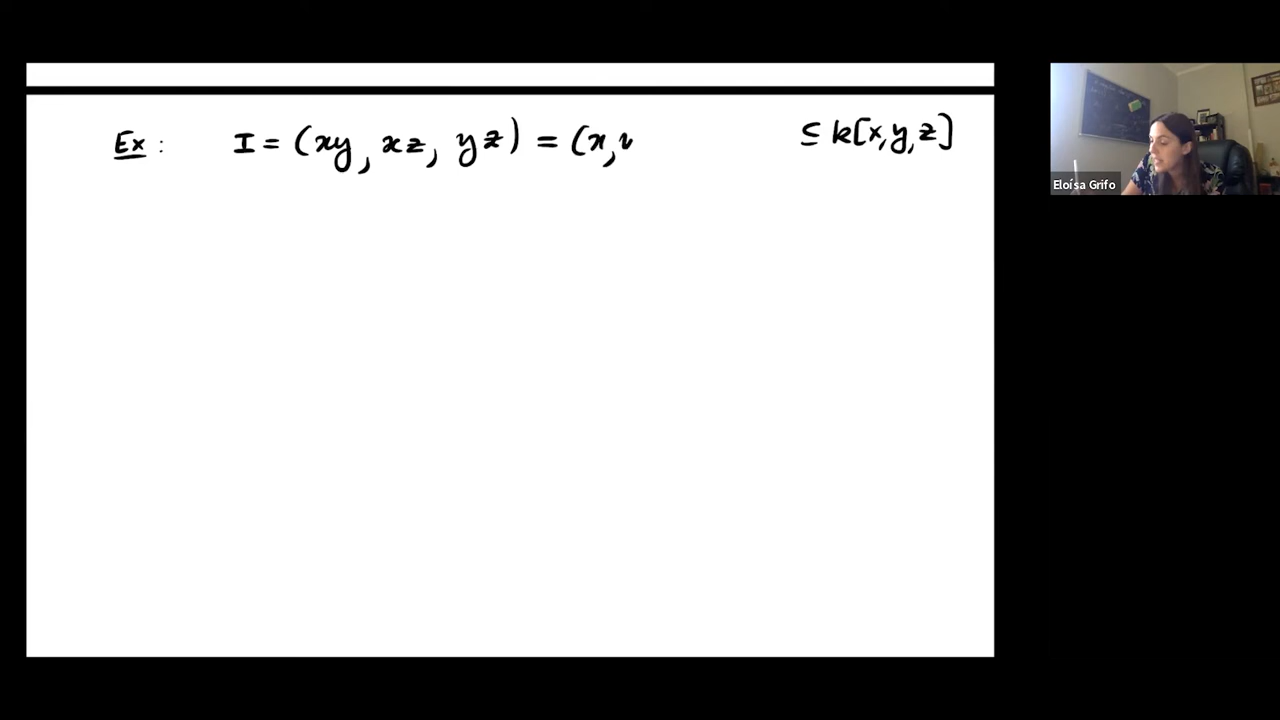 Ex : I = (xy, xz, yz) = (x, ⊆ k[x,y,z]
Eloísa Grifo